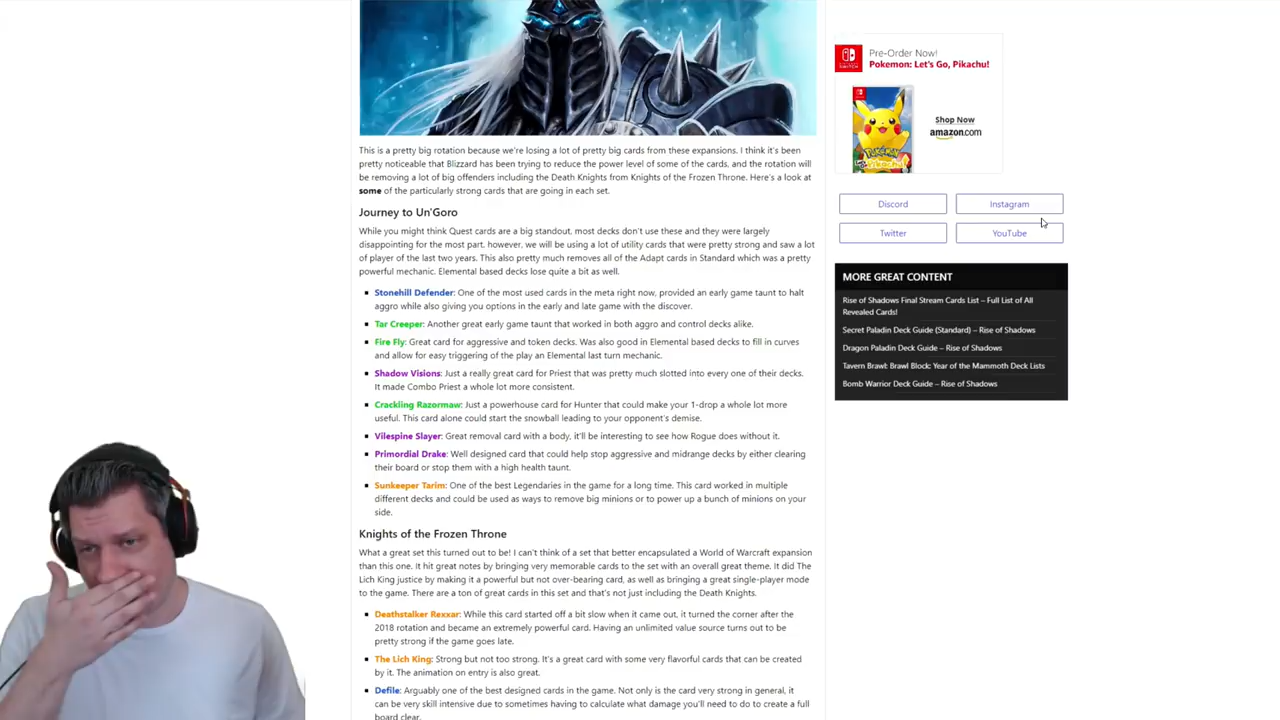 This is a pretty big rotation because we're losing a lot of pretty big cards from these expansions. I think it's been
pretty noticeable that Blizzard has been trying to reduce the power level of some of the cards, and the rotation will
be removing a lot of big offenders including the Death Knights from Knights of the Frozen Throne. Here's a look at
some of the particularly strong cards that are going in each set.
Journey to Un'Goro
While you might think Quest cards are a big standout, most decks don't use these and they were largely
disappointing for the most part. however, we will be using a lot of utility cards that were pretty strong and saw a lot
of player of the last two years. This also pretty much removes all of the Adapt cards in Standard which was a pretty
powerful mechanic. Elemental based decks lose quite a bit as well.
Stonehill Defender: One of the most used cards in the meta right now, provided an early game taunt to halt
aggro while also giving you options in the early and late game with the discover.
Tar Creeper: Another great early game taunt that worked in both aggro and control decks alike.
Fire Fly: Great card for aggressive and token decks. Was also good in Elemental based decks to fill in curves
and allow for easy triggering of the play an Elemental last turn mechanic.
Shadow Visions: Just a really great card for Priest that was pretty much slotted into every one of their decks.
It made Combo Priest a whole lot more consistent.
Crackling Razormaw: Just a powerhouse card for Hunter that could make your 1-drop a whole lot more
useful. This card alone could start the snowball leading to your opponent's demise.
Vilespine Slayer: Great removal card with a body, it'll be interesting to see how Rogue does without it.
Primordial Drake: Well designed card that could help stop aggressive and midrange decks by either clearing
their board or stop them with a high health taunt.
Sunkeeper Tarim: One of the best Legendaries in the game for a long time. This card worked in multiple
different decks and could be used as ways to remove big minions or to power up a bunch of minions on your
side.
Knights of the Frozen Throne
What a great set this turned out to be! I can't think of a set that better encapsulated a World of Warcraft expansion
than this one. It hit great notes by bringing very memorable cards to the set with an overall great theme. It did The
Lich King justice by making it a powerful but not over-bearing card, as well as bringing a great single-player mode
to the game. There are a ton of great cards in this set and that's not just including the Death Knights.
Deathstalker Rexxar: While this card started off a bit slow when it came out, it turned the corner after the
2018 rotation and became an extremely powerful card. Having an unlimited value source turns out to be
pretty strong if the game goes late.
The Lich King: Strong but not too strong. It's a great card with some very flavorful cards that can be created
by it. The animation on entry is also great.
Defile: Arguably one of the best designed cards in the game. Not only is the card very strong in general, it
can be very skill intensive due to sometimes having to calculate what damage you'll need to do to create a full
board clear.
Pre-Order Now!
Pokemon: Let's Go, Pikachu!
Shop Now
amazon.com
Discord
Instagram
Twitter
YouTube
MORE GREAT CONTENT
Rise of Shadows Final Stream Cards List – Full List of All
Revealed Cards!
Secret Paladin Deck Guide (Standard) – Rise of Shadows
Dragon Paladin Deck Guide – Rise of Shadows
Tavern Brawl: Brawl Block: Year of the Mammoth Deck Lists
Bomb Warrior Deck Guide – Rise of Shadows